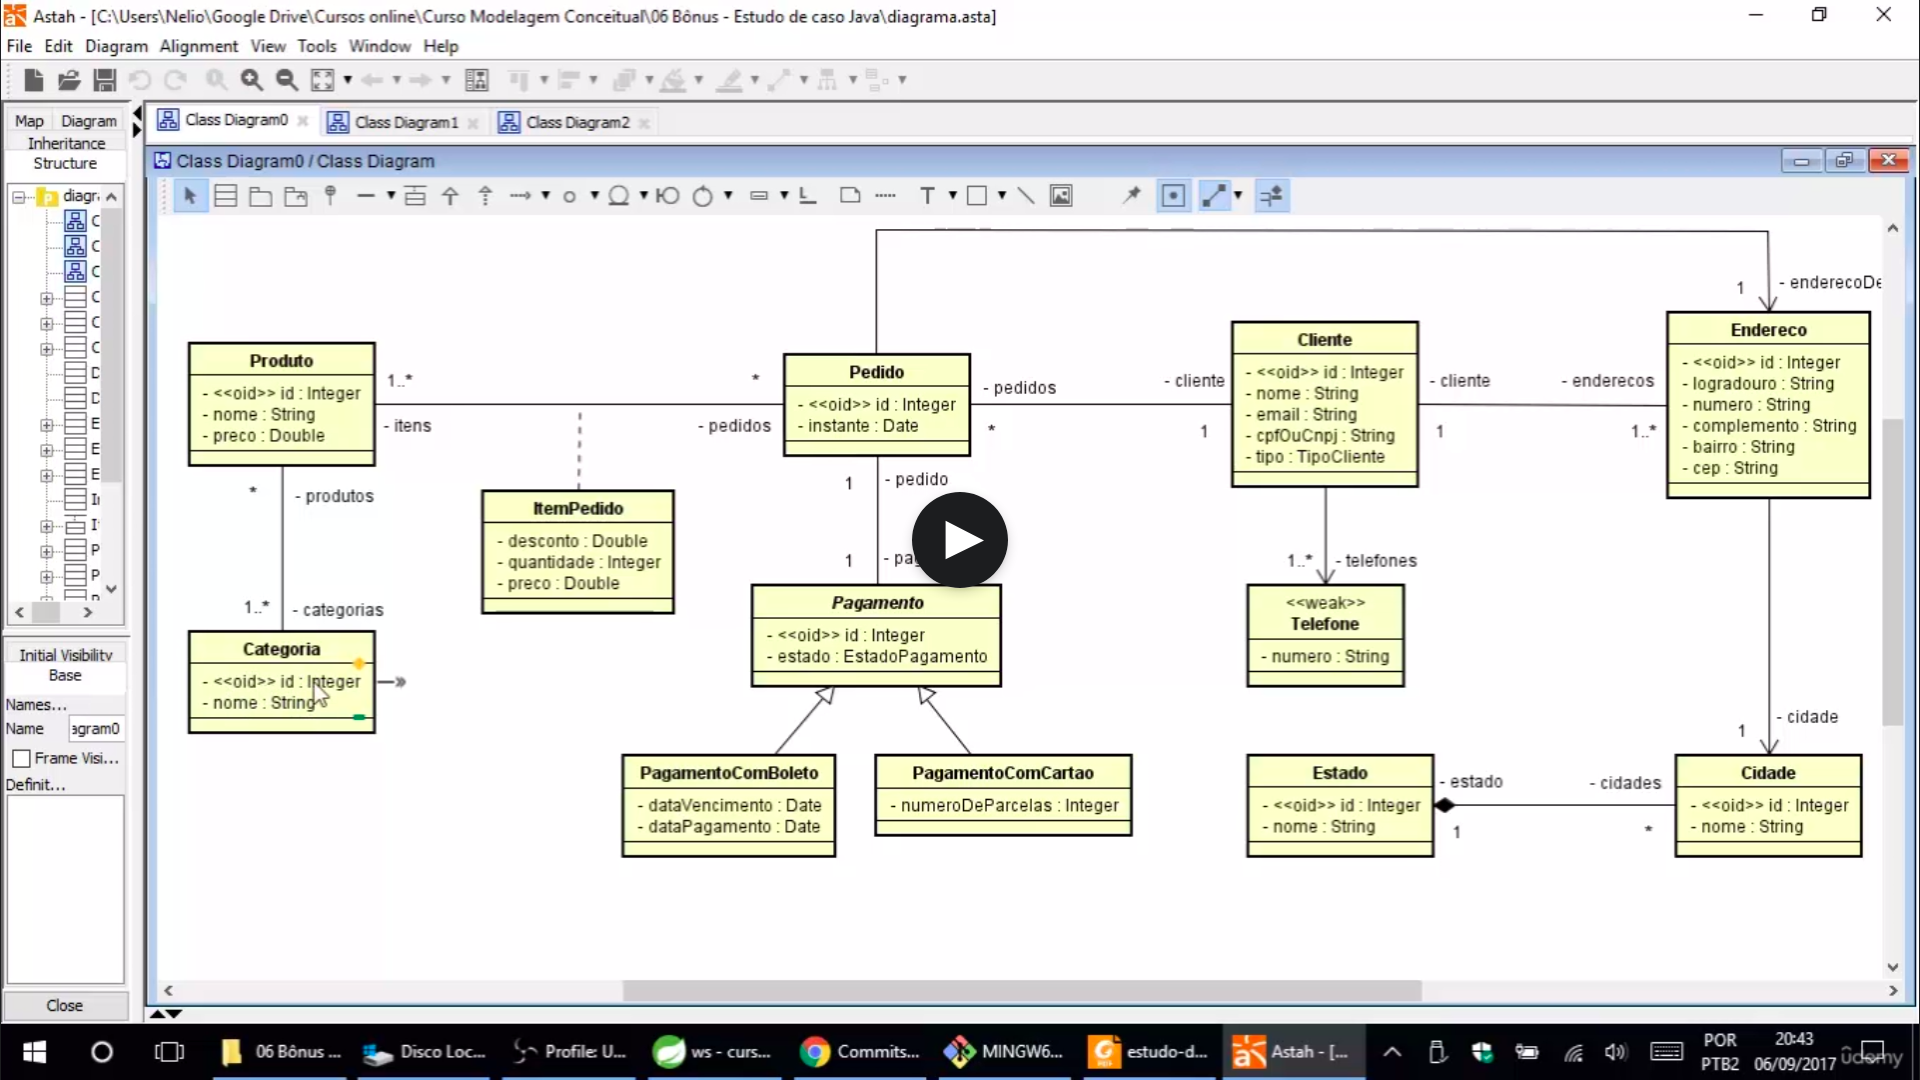 Astah - [C:\Users\Nelio\Google Drive\Cursos online\Curso Modelagem Conceitual\06 Bônus - Estudo de caso Java\diagrama.asta]
File Edit Diagram Alignment View Tools Window Help
Map Diagram
Inheritance
Structure
Class Diagram0
Class Diagram1
Class Diagram2
Class Diagram0 / Class Diagram
diagr
C
C
C
C
C
C
D
D
E
E
E
I
P
P
Initial Visibility
Base
Names...
Name agram0
Frame Visi...
Definit...
Close
1
- enderecoDe
Produto
- <<oid>> id : Integer
- nome : String
- preco : Double
1..*
- itens
*
- pedidos
Pedido
- <<oid>> id : Integer
- instante : Date
- pedidos
*
- cliente
1
Cliente
- <<oid>> id : Integer
- nome : String
- email : String
- cpfOuCnpj : String
- tipo : TipoCliente
- cliente
1
- enderecos
1..*
Endereco
- <<oid>> id : Integer
- logradouro : String
- numero : String
- complemento : String
- bairro : String
- cep : String
* - produtos
1..* - categorias
ItemPedido
- desconto : Double
- quantidade : Integer
- preco : Double
1 - pedido
1 - pa
Categoria
- <<oid>> id : Integer
- nome : String
Pagamento
- <<oid>> id : Integer
- estado : EstadoPagamento
1..* - telefones
<<weak>>
Telefone
- numero : String
1 - cidade
PagamentoComBoleto
- dataVencimento : Date
- dataPagamento : Date
PagamentoComCartao
- numeroDeParcelas : Integer
Estado
- <<oid>> id : Integer
- nome : String
- estado
1
- cidades
*
Cidade
- <<oid>> id : Integer
- nome : String
06 Bônus ...
Disco Loc...
Profile: U...
ws - curs...
Commits...
MINGW6...
estudo-d...
Astah - [...
POR
PTB2
20:43
06/09/2017
udemy